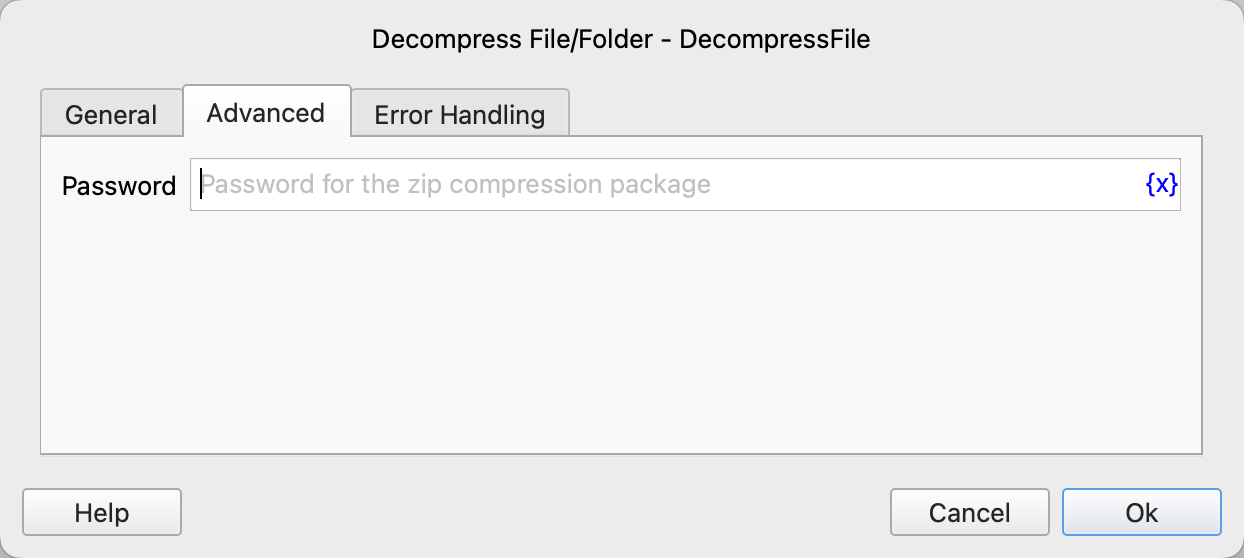 Decompress File/Folder - DecompressFile
General Advanced Error Handling
Password Password for the zip compression package {x}
Help Cancel Ok